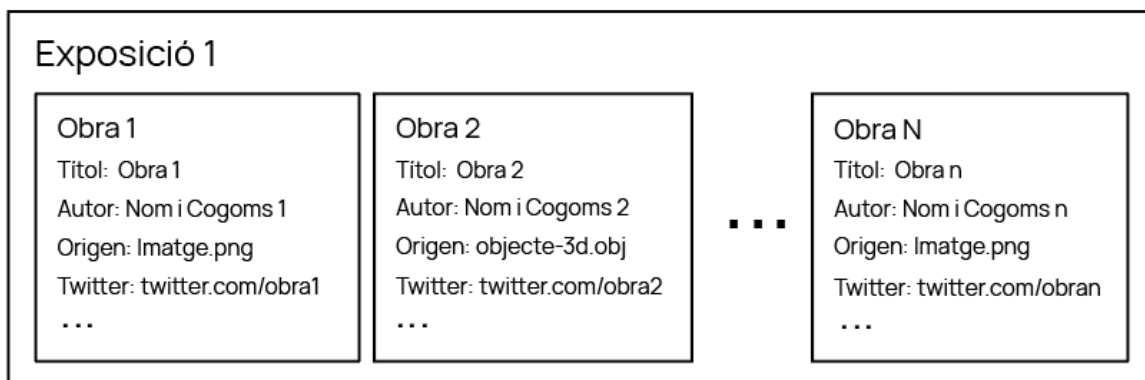 Exposició 1
Obra 1
Títol: Obra 1
Autor: Nom i Cogoms 1
Origen: Imatge.png
Twitter: twitter.com/obra1
...
Obra 2
Títol: Obra 2
Autor: Nom i Cogoms 2
Origen: objecte-3d.obj
Twitter: twitter.com/obra2
...
...
Obra N
Títol: Obra n
Autor: Nom i Cogoms n
Origen: Imatge.png
Twitter: twitter.com/obran
...